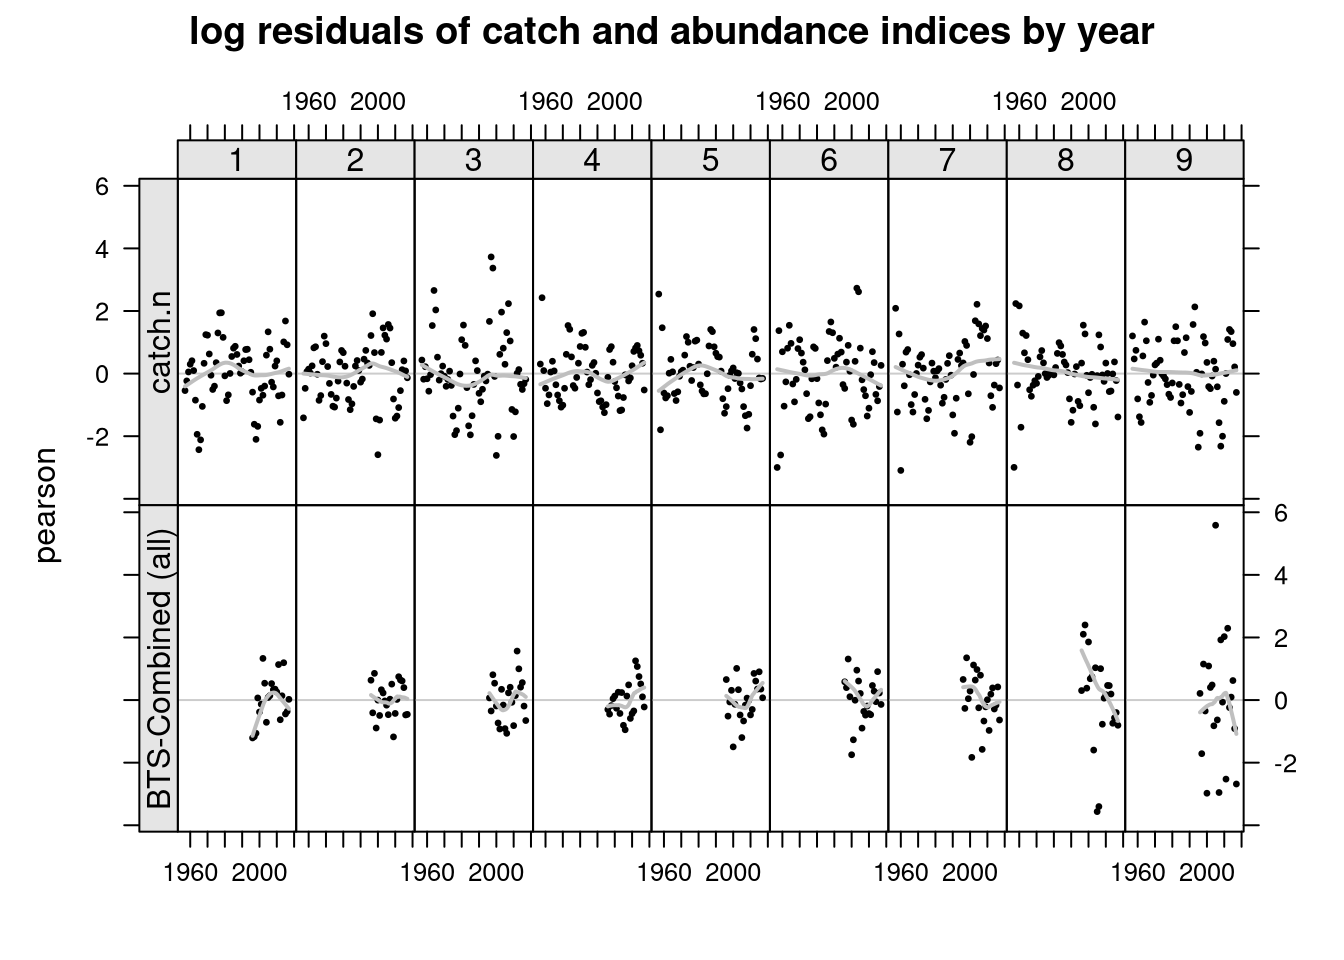 log residuals of catch and abundance indices by year
1960 2000 1960 2000 1960 2000 1960 2000
1 2 3 4 5 6 7 8 9
6
4
2
0
-2
catch.n
pearson
BTS-Combined (all)
6
4
2
0
-2
1960 2000 1960 2000 1960 2000 1960 2000 1960 2000